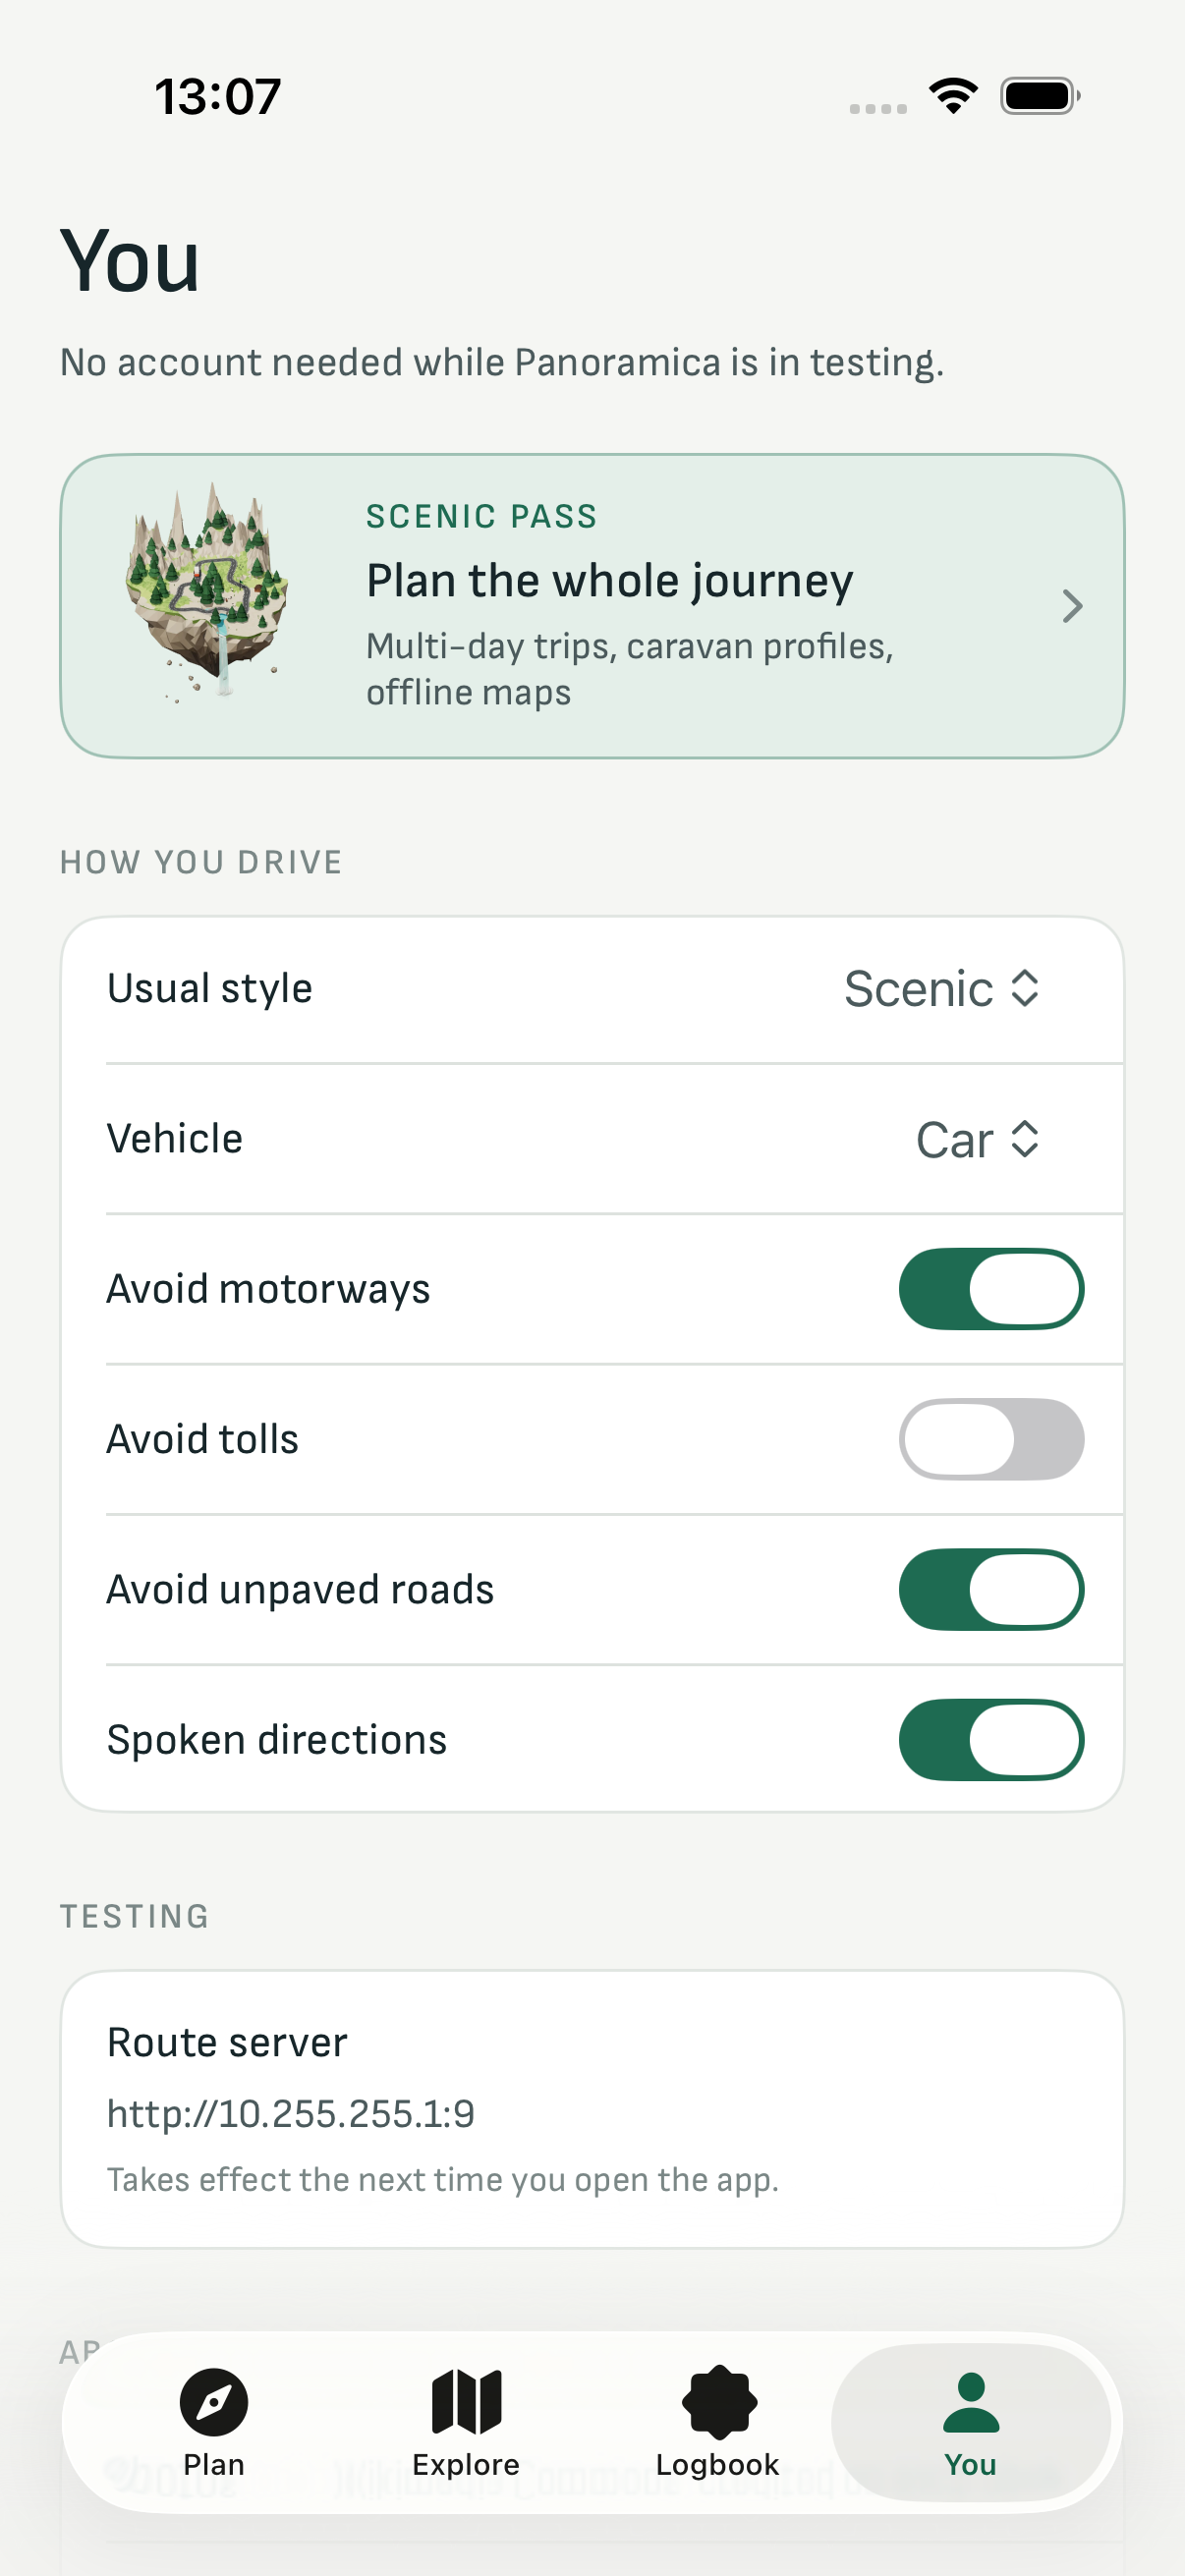 13:07
You
No account needed while Panoramica is in testing.
SCENIC PASS
Plan the whole journey
Multi-day trips, caravan profiles,
offline maps
HOW YOU DRIVE
Usual style
Scenic
Vehicle
Car
Avoid motorways
Avoid tolls
Avoid unpaved roads
Spoken directions
TESTING
Route server
http://10.255.255.1:9
Takes effect the next time you open the app.
Plan
Explore
Logbook
You